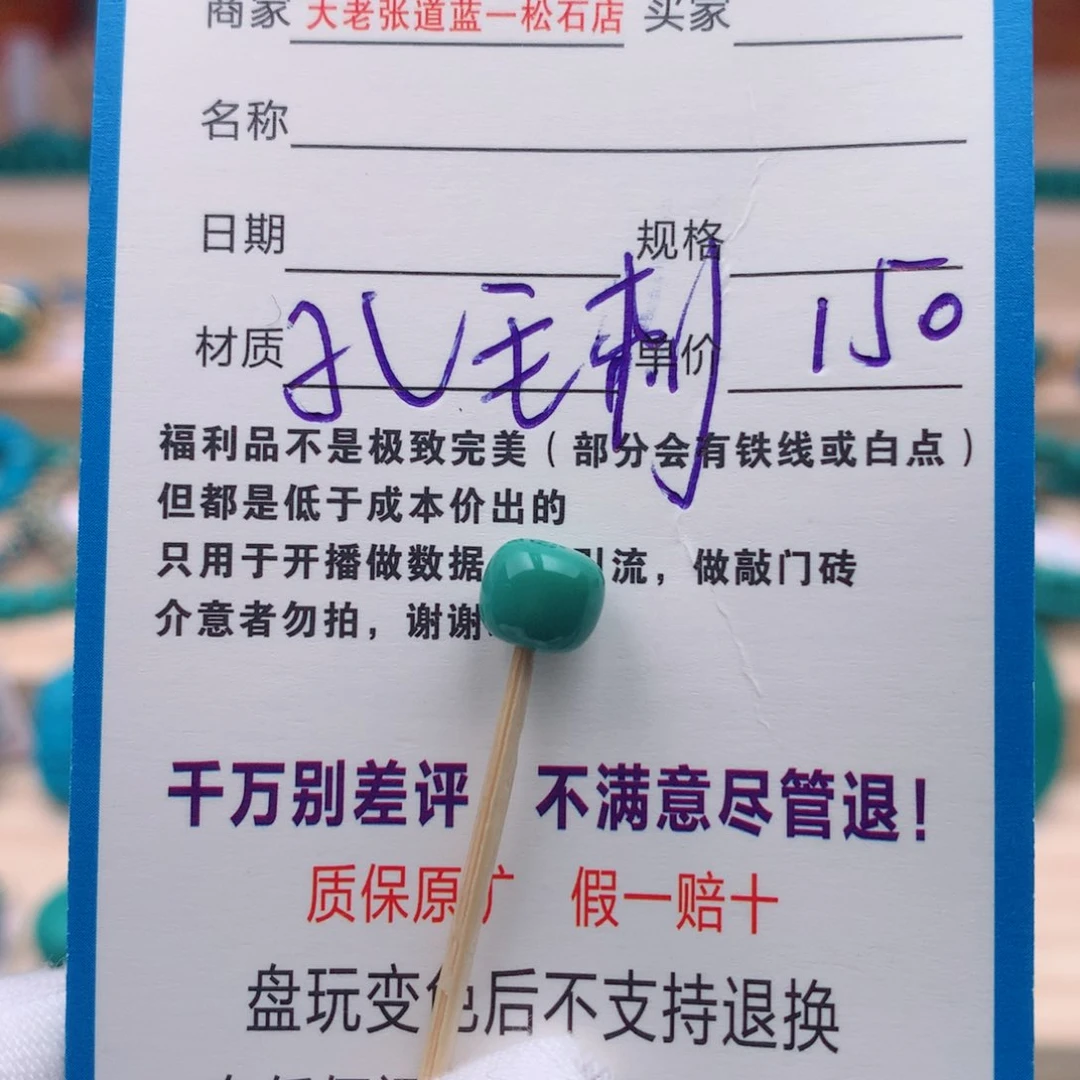 商家 大老张道蓝一松石店 买家
名称
日期 规格
材质 孔毛刺 单价 150
福利品不是极致完美（部分会有铁线或白点）
但都是低于成本价出的
只用于开播做数据 引流，做敲门砖
介意者勿拍，谢谢
千万别差评 不满意尽管退！
质保原矿 假一赔十
盘玩变色后不支持退换